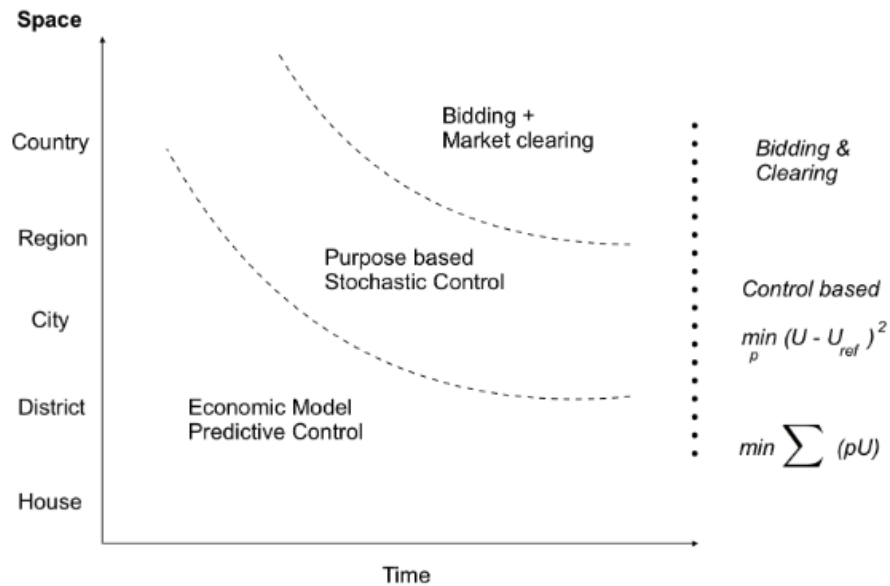 Space
Country
Region
City
District
House
Bidding +
Market clearing
Purpose based
Stochastic Control
Economic Model
Predictive Control
Bidding &
Clearing
Control based
min_p (U - U_ref)^2
min ∑ (pU)
Time